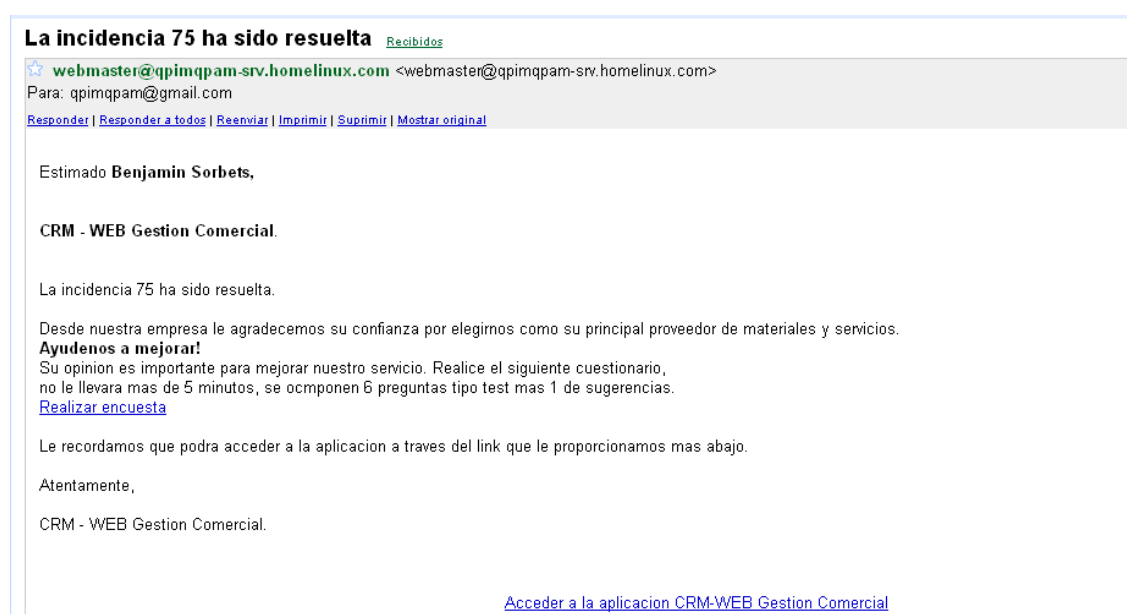 La incidencia 75 ha sido resuelta Recibidos
webmaster@qpimqpam-srv.homelinux.com <webmaster@qpimqpam-srv.homelinux.com>
Para: qpimqpam@gmail.com
Responder | Responder a todos | Reenviar | Imprimir | Suprimir | Mostrar original
Estimado Benjamin Sorbets,
CRM - WEB Gestion Comercial.
La incidencia 75 ha sido resuelta.
Desde nuestra empresa le agradecemos su confianza por elegirnos como su principal proveedor de materiales y servicios.
Ayudenos a mejorar!
Su opinion es importante para mejorar nuestro servicio. Realice el siguiente cuestionario,
no le llevara mas de 5 minutos, se ocmponen 6 preguntas tipo test mas 1 de sugerencias.
Realizar encuesta
Le recordamos que podra acceder a la aplicacion a traves del link que le proporcionamos mas abajo.
Atentamente,
CRM - WEB Gestion Comercial.
Acceder a la aplicacion CRM-WEB Gestion Comercial